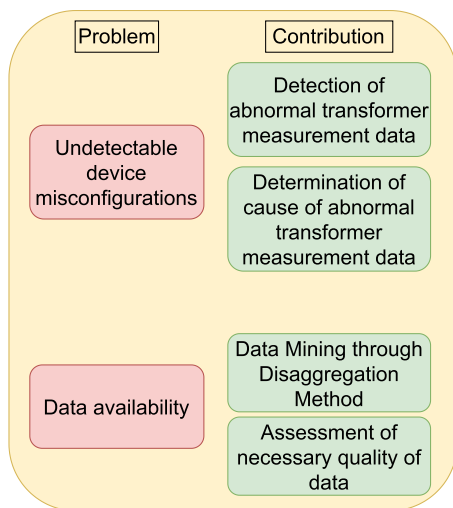 Problem
Contribution
Detection of
abnormal transformer
measurement data
Undetectable
device
misconfigurations
Determination of
cause of abnormal
transformer
measurement data
Data Mining through
Disaggregation
Method
Data availability
Assessment of
necessary quality of
data